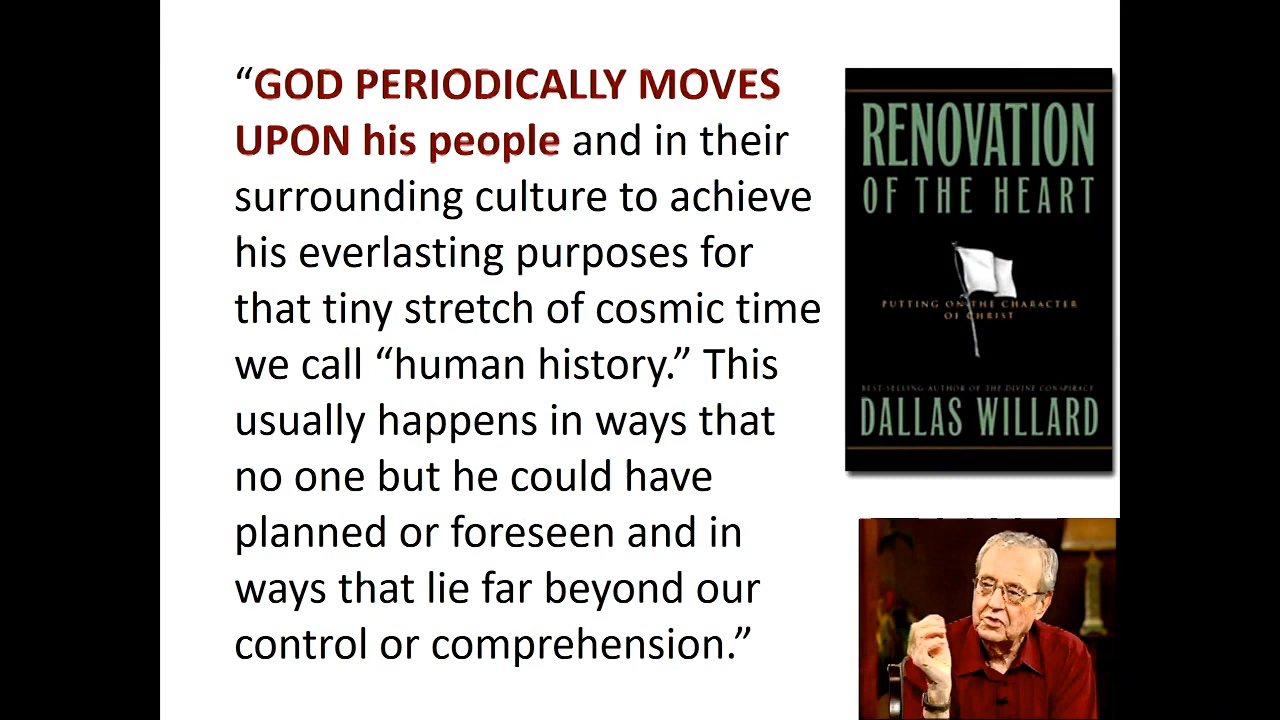 “GOD PERIODICALLY MOVES
UPON his people and in their
surrounding culture to achieve
his everlasting purposes for
that tiny stretch of cosmic time
we call “human history.” This
usually happens in ways that
no one but he could have
planned or foreseen and in
ways that lie far beyond our
control or comprehension.”
RENOVATION
OF THE HEART
PUTTING ON THE CHARACTER
OF CHRIST
BEST-SELLING AUTHOR OF THE DIVINE CONSPIRACY
DALLAS WILLARD